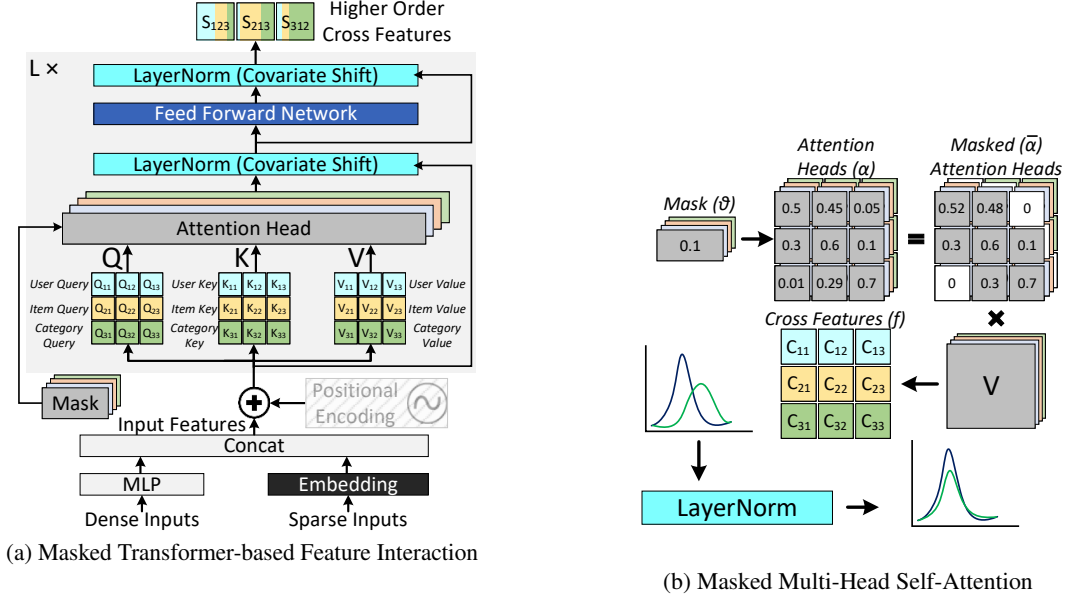 S₁₂₃ S₂₁₃ S₃₁₂
Higher Order
Cross Features
L ×
LayerNorm (Covariate Shift)
Feed Forward Network
LayerNorm (Covariate Shift)
Attention Head
Q K V
User Query
Q₁₁ Q₁₂ Q₁₃
User Key
K₁₁ K₁₂ K₁₃
V₁₁ V₁₂ V₁₃
User Value
Item Query
Q₂₁ Q₂₂ Q₂₃
Item Key
K₂₁ K₂₂ K₂₃
V₂₁ V₂₂ V₂₃
Item Value
Category
Query
Q₃₁ Q₃₂ Q₃₃
Category
Key
K₃₁ K₃₂ K₃₃
V₃₁ V₃₂ V₃₃
Category
Value
Mask
Positional
Encoding
Input Features
Concat
MLP
Embedding
Dense Inputs
Sparse Inputs
(a) Masked Transformer-based Feature Interaction
Mask (ϑ)
0.1
Attention
Heads (α)
0.5 0.45 0.05
0.3 0.6 0.1
0.01 0.29 0.7
=
Masked (ᾱ)
Attention Heads
0.52 0.48 0
0.3 0.6 0.1
0 0.3 0.7
×
V
Cross Features (f)
C₁₁ C₁₂ C₁₃
C₂₁ C₂₂ C₂₃
C₃₁ C₃₂ C₃₃
LayerNorm
(b) Masked Multi-Head Self-Attention